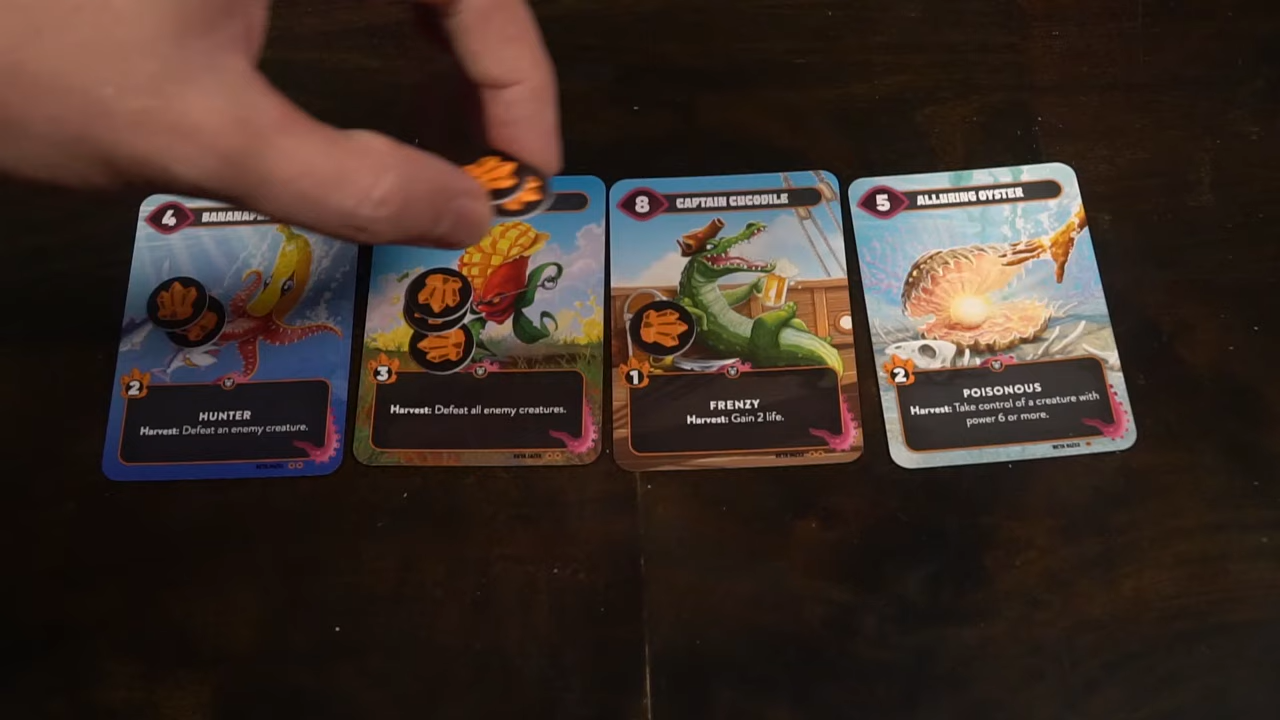 4
8 CAPTAIN CUCODILE
5 ALLURING OYSTER
2
HUNTER
Harvest: Defeat an enemy creature.
3
Harvest: Defeat all enemy creatures.
1
FRENZY
Harvest: Gain 2 life.
2
POISONOUS
Harvest: Take control of a creature with
power 6 or more.